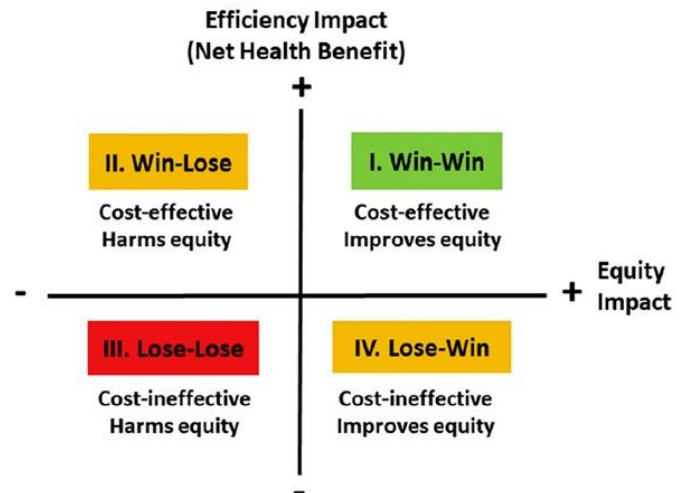 Efficiency Impact
(Net Health Benefit)
+
II. Win-Lose
I. Win-Win
Cost-effective
Harms equity
Cost-effective
Improves equity
-
+
Equity
Impact
III. Lose-Lose
IV. Lose-Win
Cost-ineffective
Harms equity
Cost-ineffective
Improves equity
-